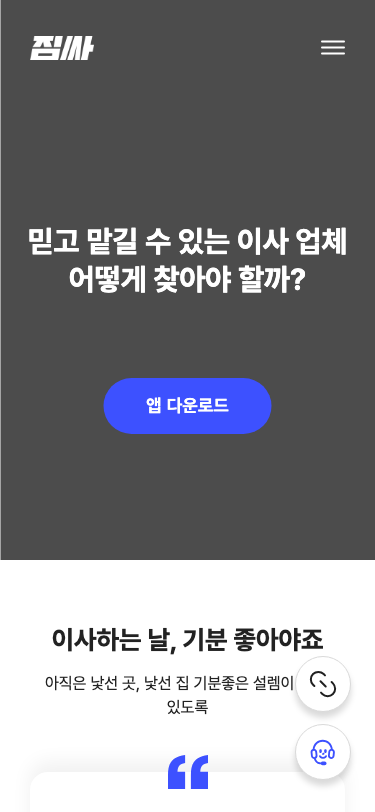 짐싸
믿고 맡길 수 있는 이사 업체
어떻게 찾아야 할까?
앱 다운로드
이사하는 날, 기분 좋아야죠
아직은 낯선 곳, 낯선 집 기분좋은 설렘이
있도록